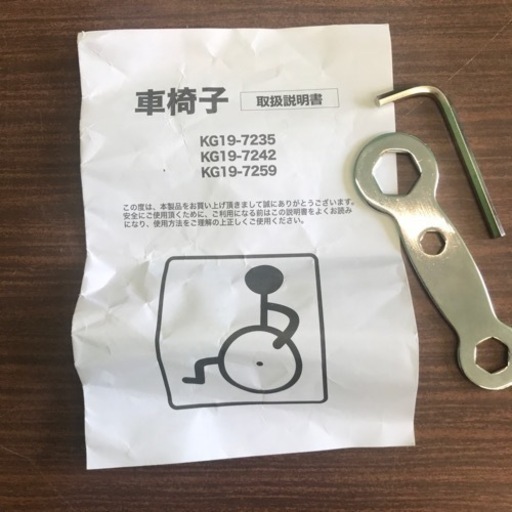 車椅子 取扱説明書
KG19-7235
KG19-7242
KG19-7259
この度は、本製品をお買い上げ頂きまして誠にありがとうございます。
安全にご使用頂くために、ご利用になる前はこの説明書をよくお読み
になり、使用方法をご理解の上正しくご使用ください。